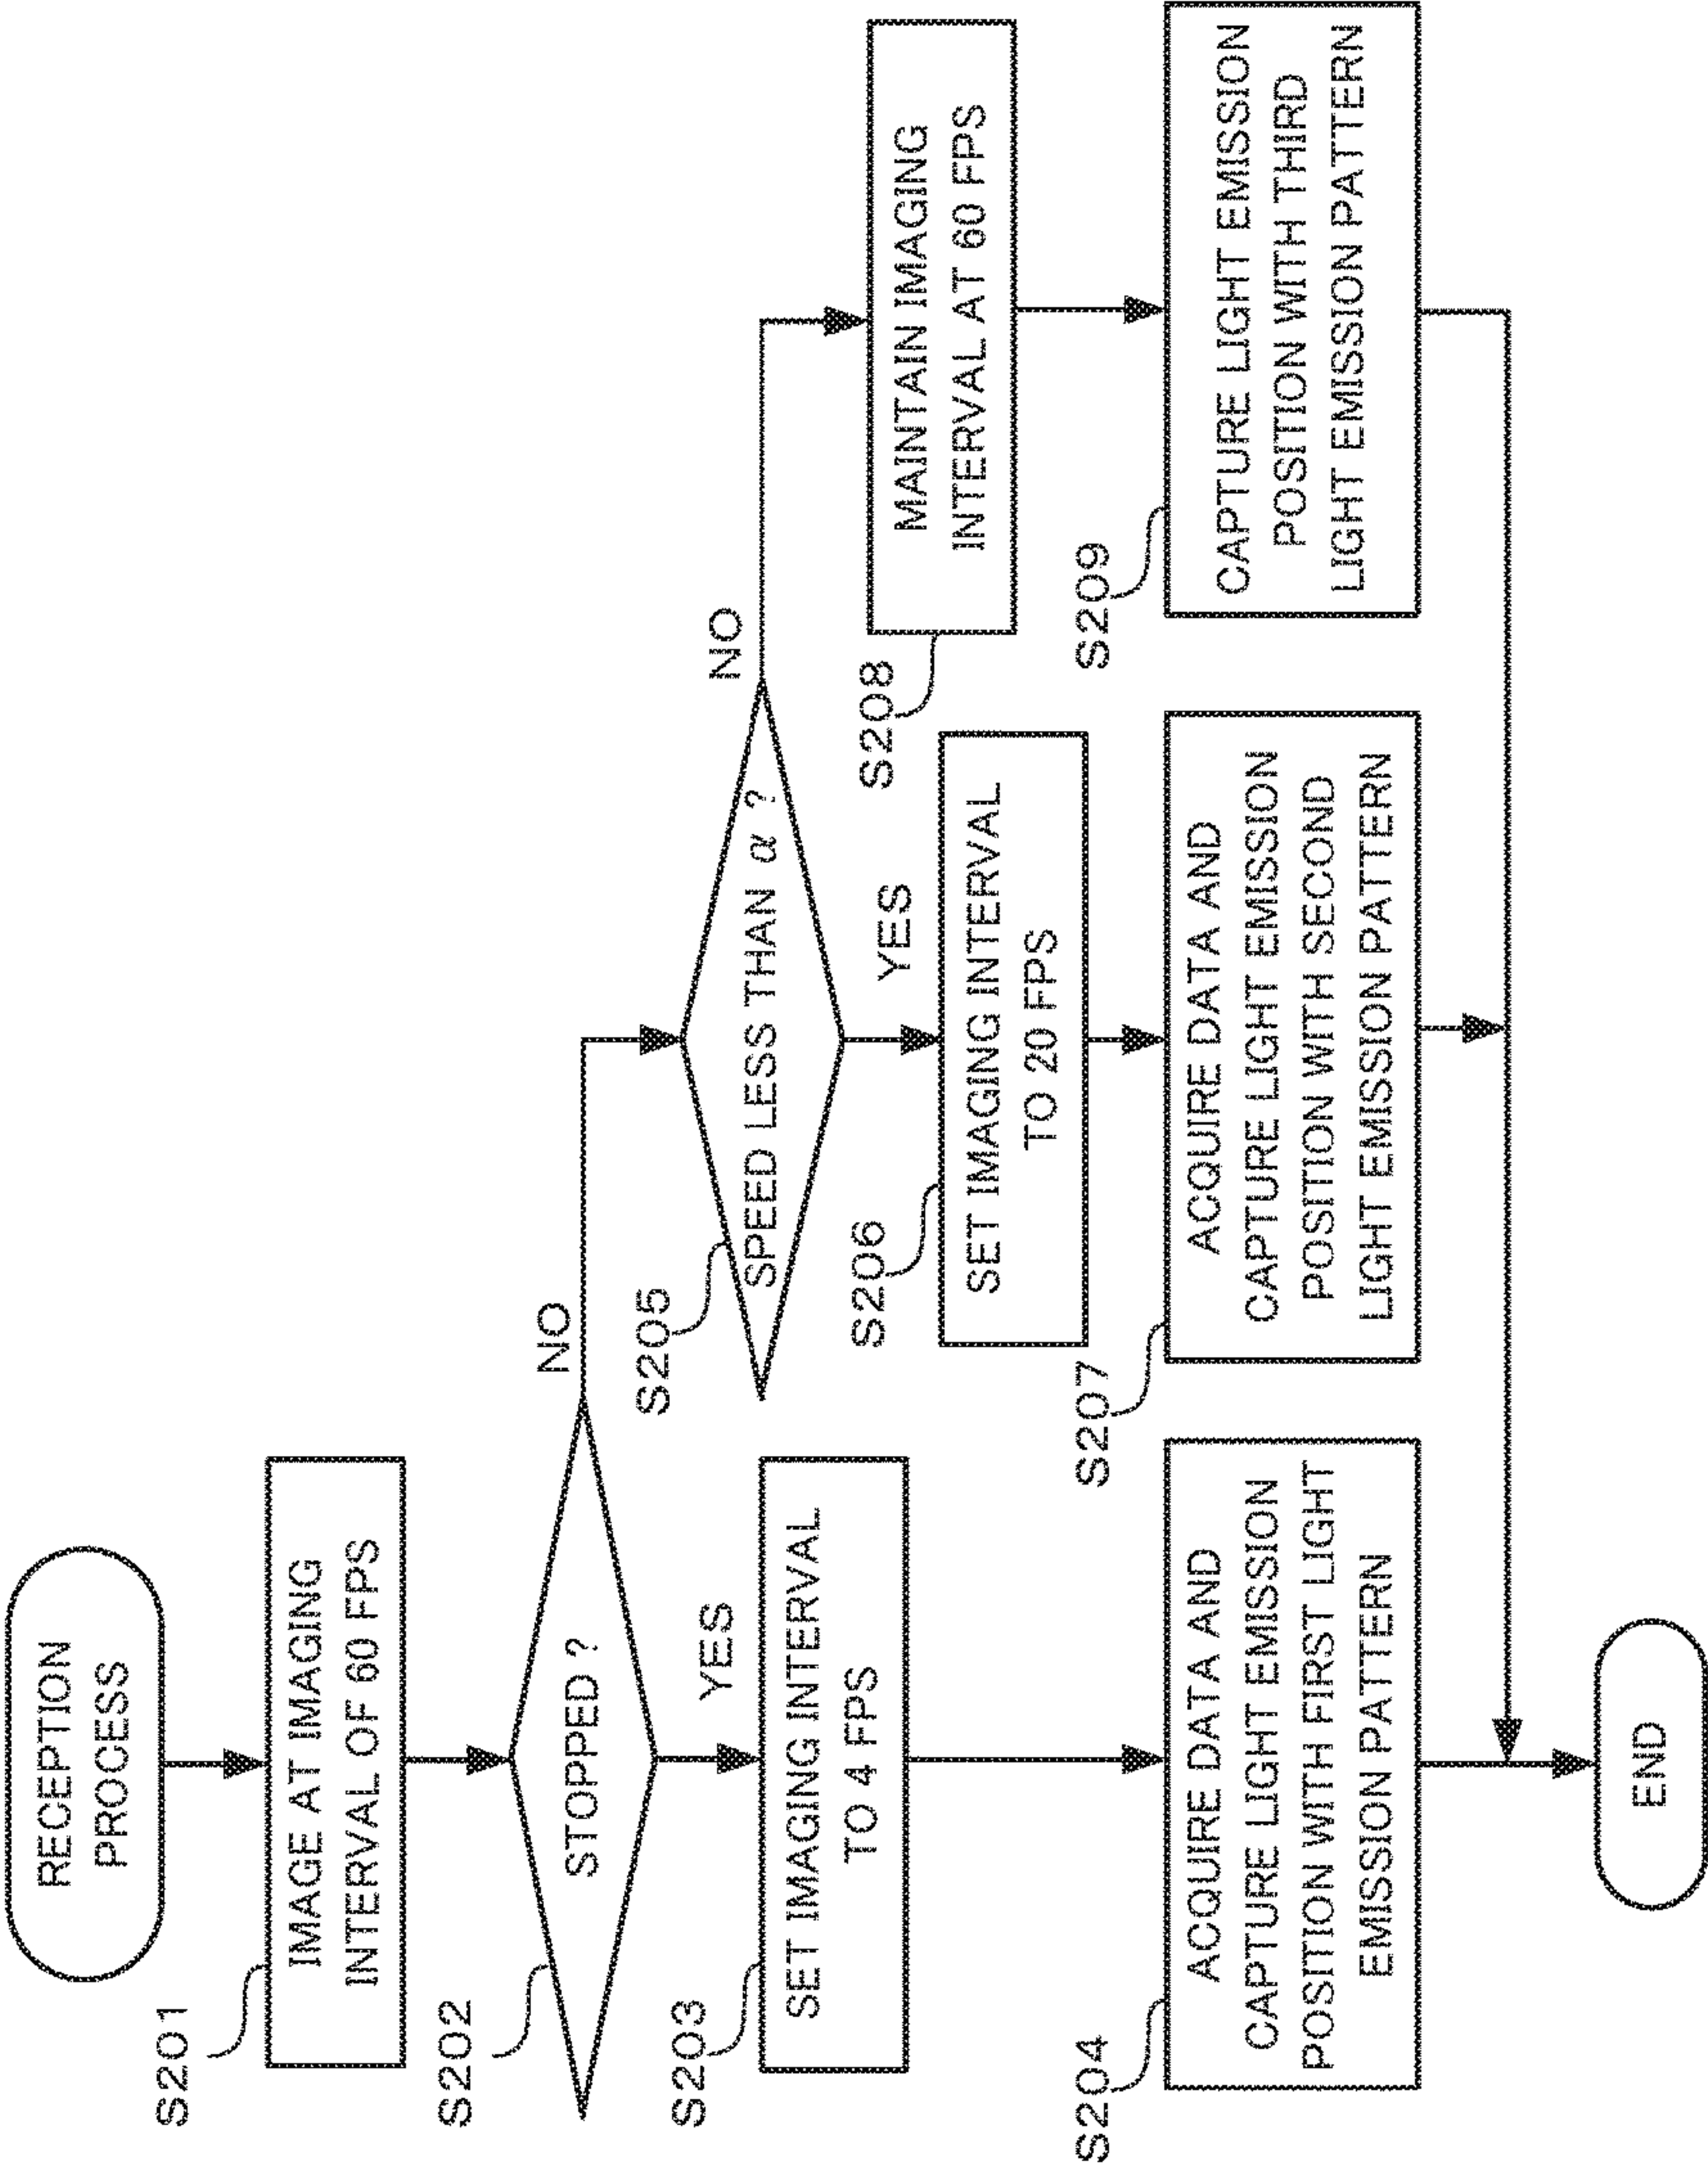 RECEPTION
PROCESS
S201
IMAGE AT IMAGING
INTERVAL OF 60 FPS
S202
STOPPED ?
NO
YES
S203
SET IMAGING INTERVAL
TO 4 FPS
S204
ACQUIRE DATA AND
CAPTURE LIGHT EMISSION
POSITION WITH FIRST LIGHT
EMISSION PATTERN
S205
SPEED LESS THAN α ?
NO
YES
S206
SET IMAGING INTERVAL
TO 20 FPS
S207
ACQUIRE DATA AND
CAPTURE LIGHT EMISSION
POSITION WITH SECOND
LIGHT EMISSION PATTERN
S208
MAINTAIN IMAGING
INTERVAL AT 60 FPS
S209
CAPTURE LIGHT EMISSION
POSITION WITH THIRD
LIGHT EMISSION PATTERN
END